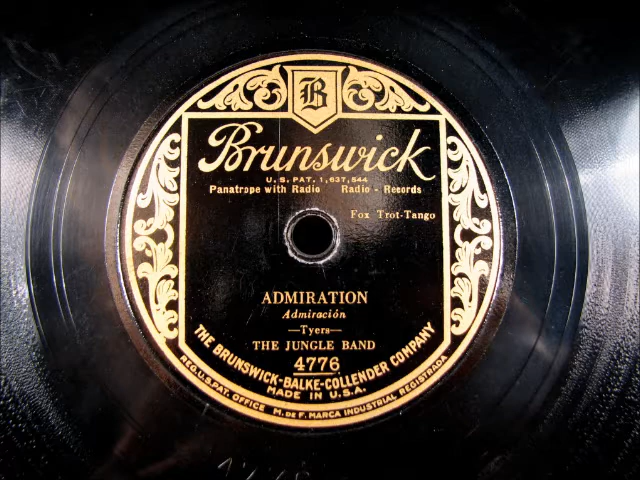 B
Brunswick
U.S. PAT. 1,637,544
Panatrope with Radio Radio - Records
Fox Trot-Tango
ADMIRATION
Admiración
—Tyers—
THE JUNGLE BAND
4776
THE BRUNSWICK-BALKE-COLLENDER COMPANY
MADE IN U.S.A.
REG.U.S.PAT. OFFICE M. DE F. MARCA INDUSTRIAL REGISTRADA